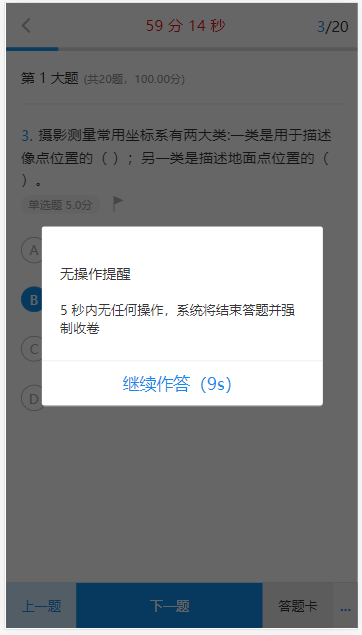 59 分 14 秒
3/20
第 1 大题 (共20题，100.00分)
3. 摄影测量常用坐标系有两大类:一类是用于描述
像点位置的（ ）；另一类是描述地面点位置的（
）。
单选题 5.0分
A
无操作提醒
B
5 秒内无任何操作，系统将结束答题并强
制收卷
C
继续作答（9s）
D
上一题
下一题
答题卡
...